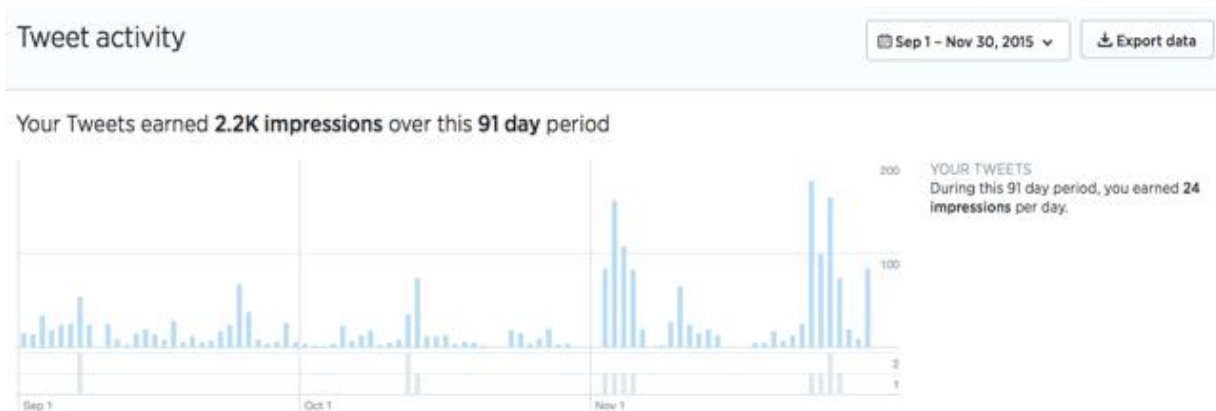 Tweet activity
Sep 1 – Nov 30, 2015
Export data
Your Tweets earned 2.2K impressions over this 91 day period
200
100
2
1
Sep 1
Oct 1
Nov 1
YOUR TWEETS
During this 91 day period, you earned 24
impressions per day.